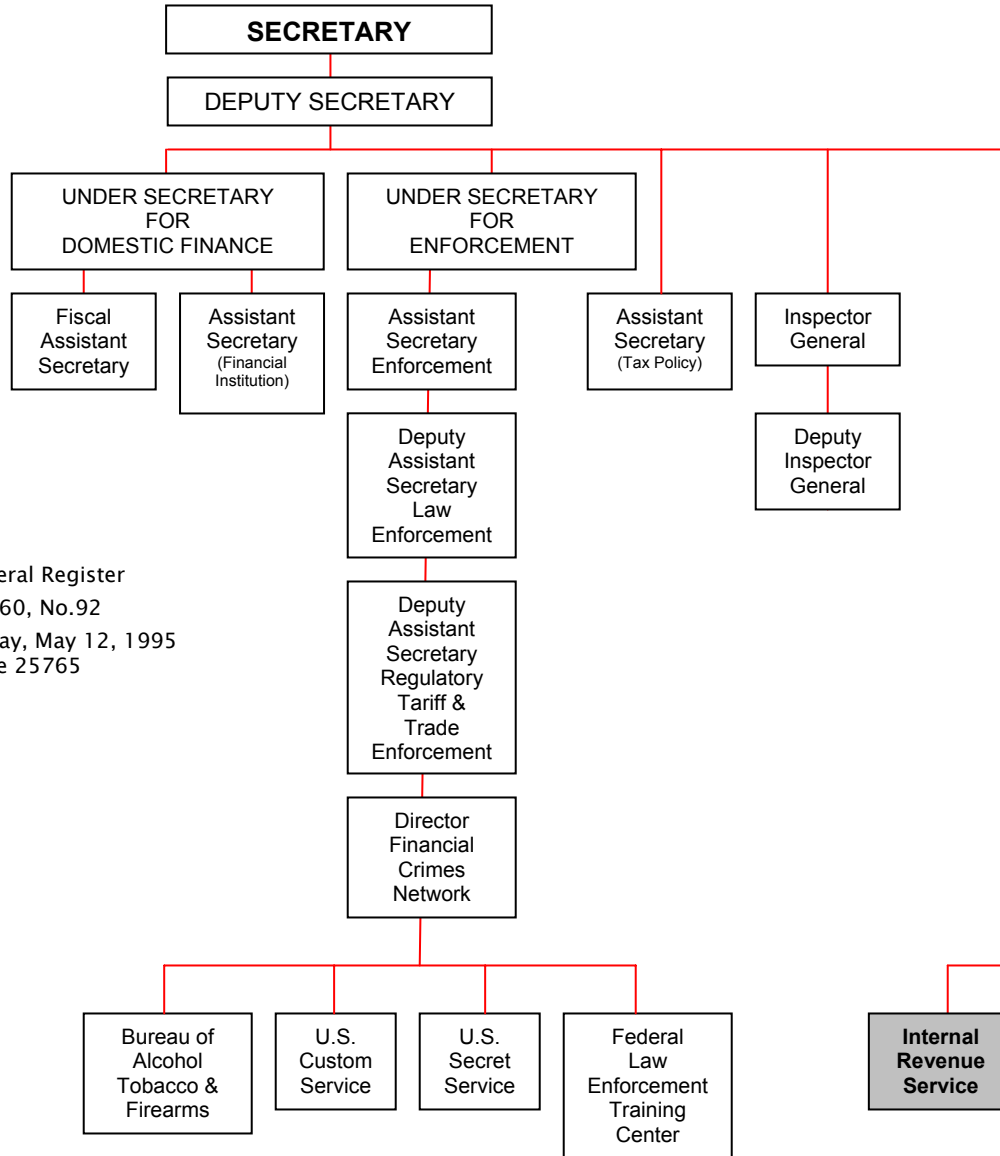 SECRETARY
DEPUTY SECRETARY
UNDER SECRETARY
FOR
DOMESTIC FINANCE
UNDER SECRETARY
FOR
ENFORCEMENT
Fiscal
Assistant
Secretary
Assistant
Secretary
(Financial
Institution)
Assistant
Secretary
Enforcement
Assistant
Secretary
(Tax Policy)
Inspector
General
Deputy
Assistant
Secretary
Law
Enforcement
Deputy
Inspector
General
eral Register
60, No.92
ay, May 12, 1995
e 25765
Deputy
Assistant
Secretary
Regulatory
Tariff &
Trade
Enforcement
Director
Financial
Crimes
Network
Bureau of
Alcohol
Tobacco &
Firearms
U.S.
Custom
Service
U.S.
Secret
Service
Federal
Law
Enforcement
Training
Center
Internal
Revenue
Service